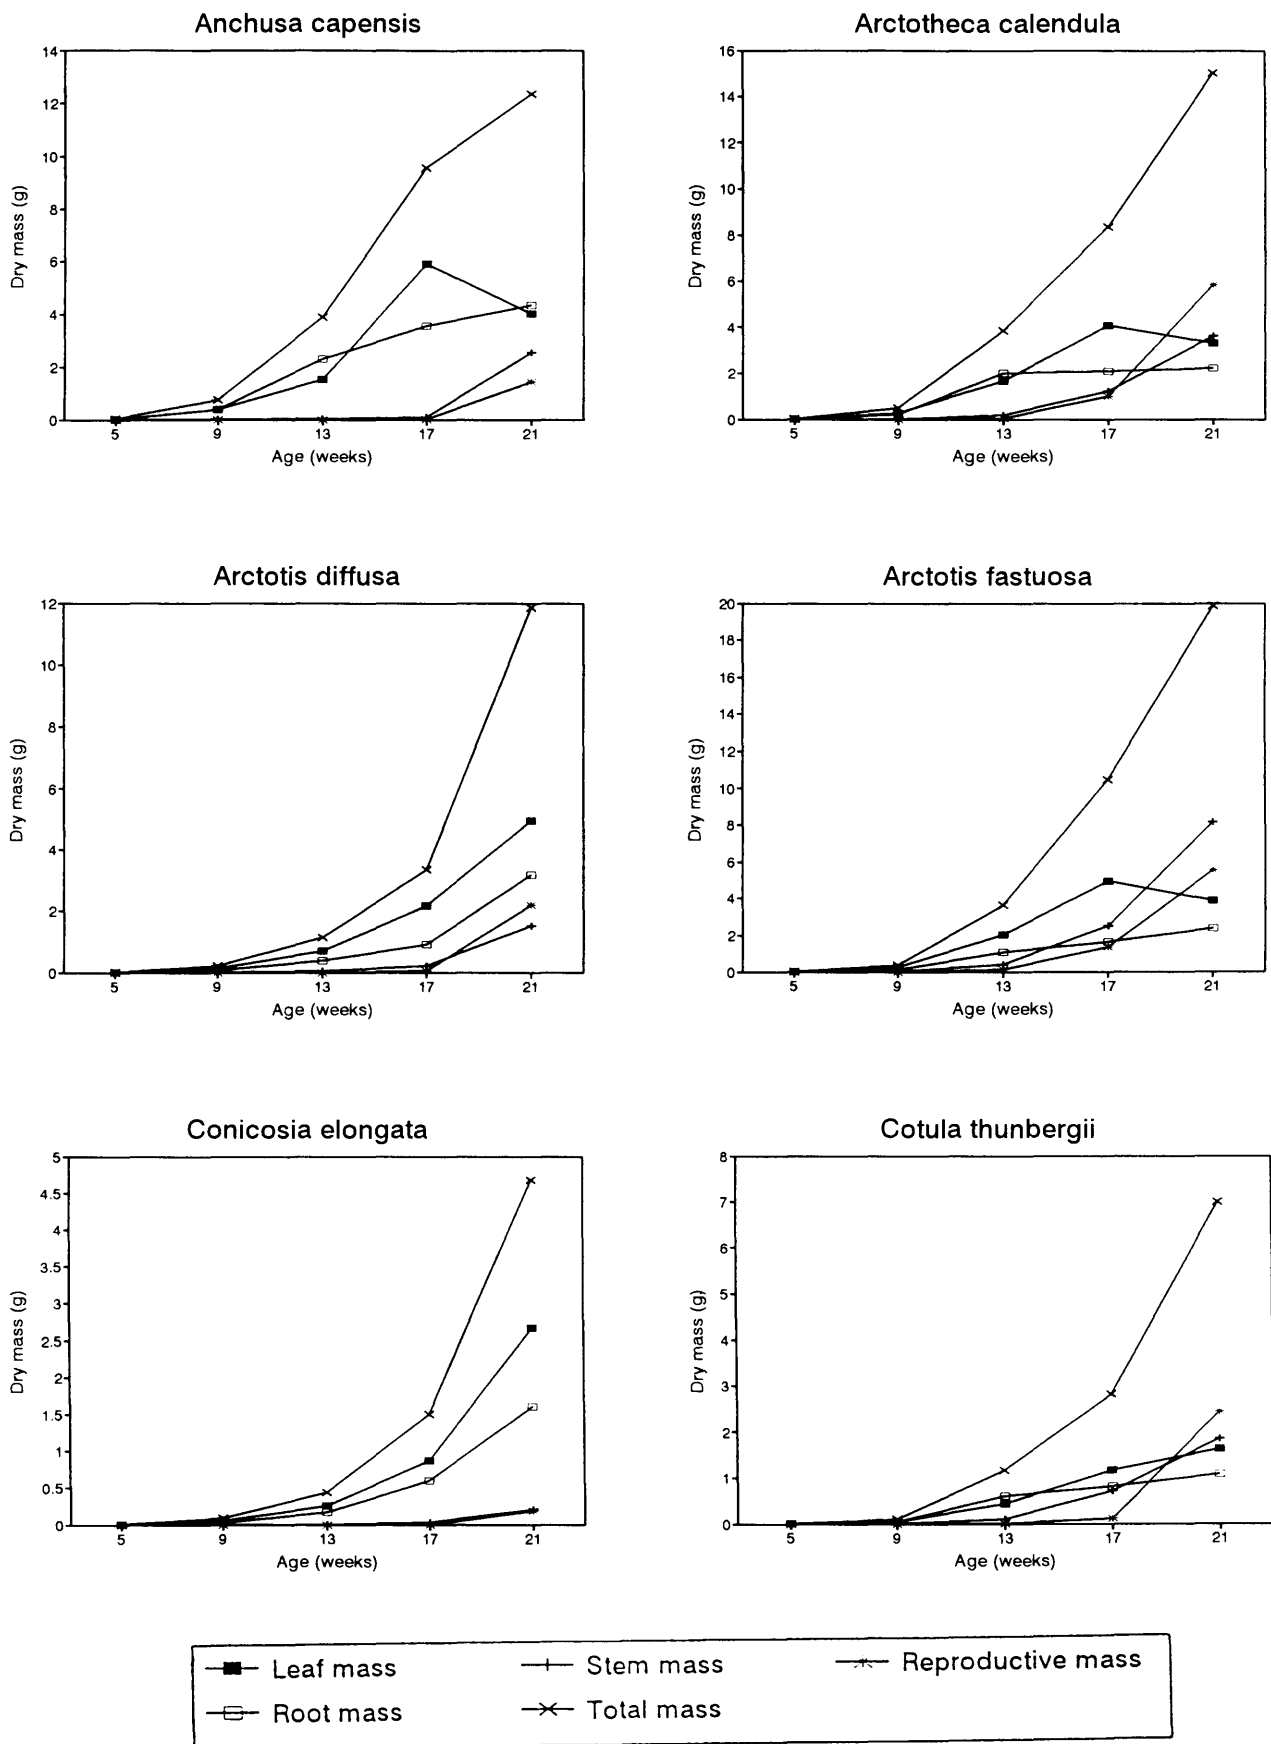 Anchusa capensis
14
12
10
8
6
4
2
0
Dry mass (g)
5 9 13 17 21
Age (weeks)
Arctotheca calendula
16
14
12
10
8
6
4
2
0
Dry mass (g)
5 9 13 17 21
Age (weeks)
Arctotis diffusa
12
10
8
6
4
2
0
Dry mass (g)
5 9 13 17 21
Age (weeks)
Arctotis fastuosa
20
18
16
14
12
10
8
6
4
2
0
Dry mass (g)
5 9 13 17 21
Age (weeks)
Conicosia elongata
5
4.5
4
3.5
3
2.5
2
1.5
1
0.5
0
Dry mass (g)
5 9 13 17 21
Age (weeks)
Cotula thunbergii
8
7
6
5
4
3
2
1
0
Dry mass (g)
5 9 13 17 21
Age (weeks)
Leaf mass Stem mass Reproductive mass
Root mass Total mass